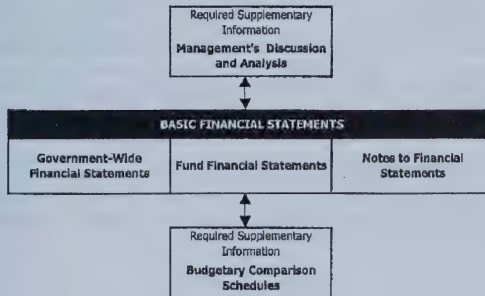 Required Supplementary
Information
Management's Discussion
and Analysis
BASIC FINANCIAL STATEMENTS
Government-Wide
Financial Statements
Fund Financial Statements
Notes to Financial
Statements
Required Supplementary
Information
Budgetary Comparison
Schedules